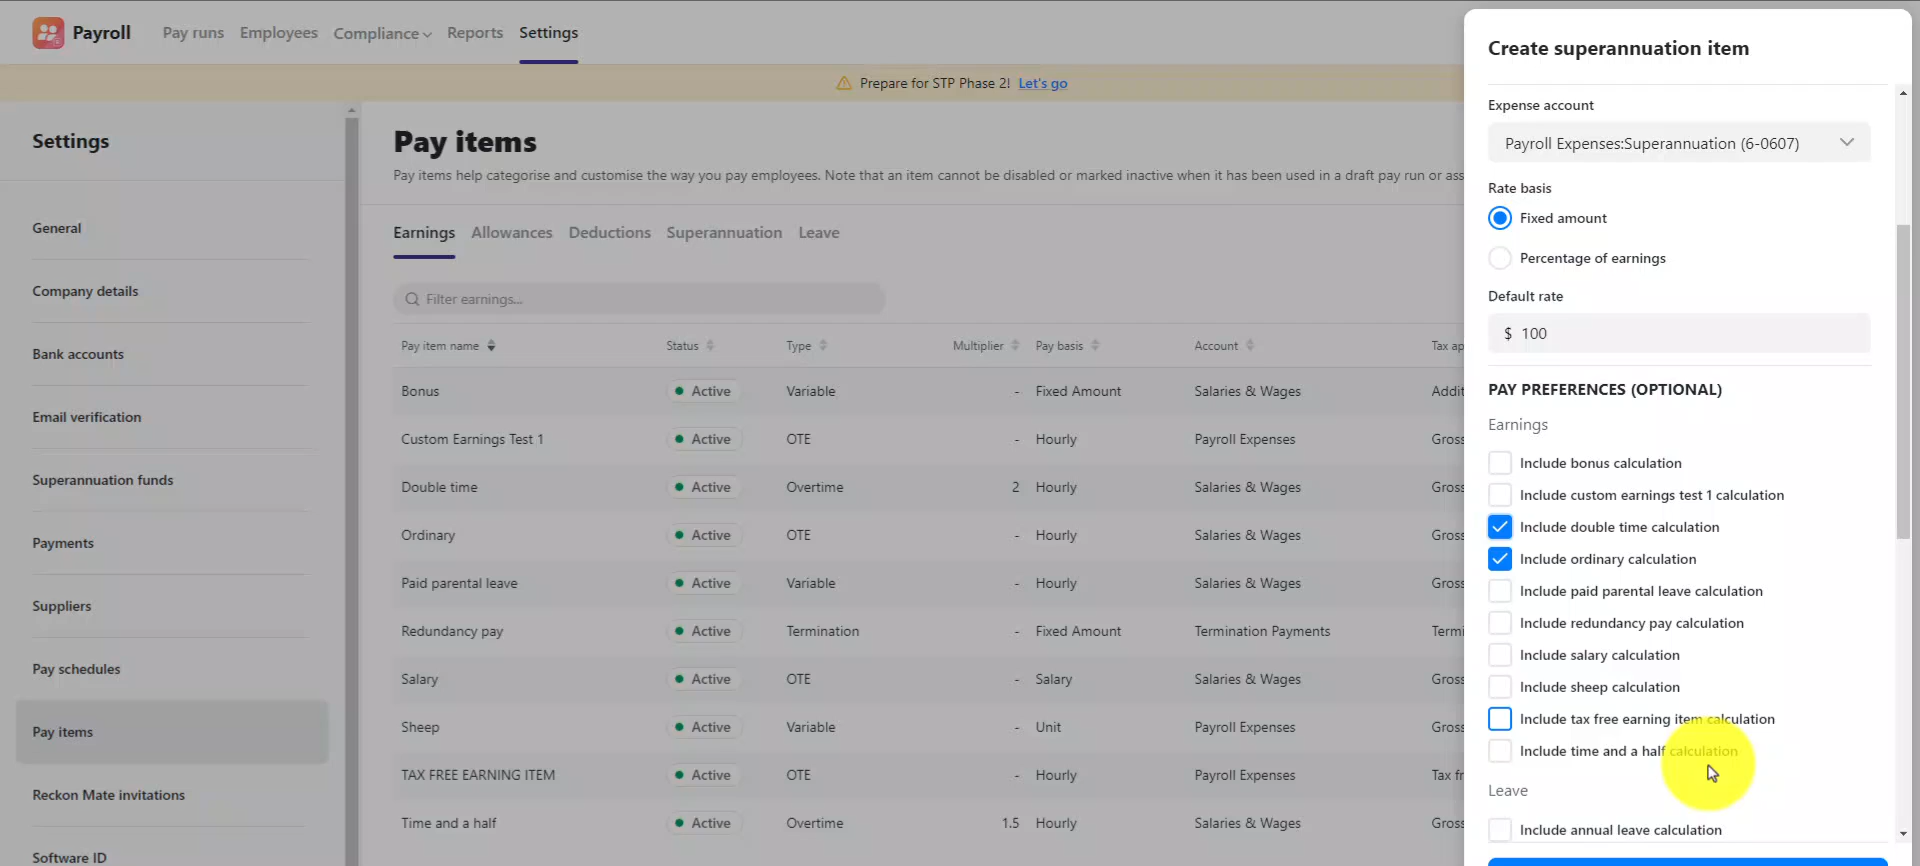 Payroll
Pay runs
Employees
Compliance
Reports
Settings
Prepare for STP Phase 2! Let's go
Settings
General
Company details
Bank accounts
Email verification
Superannuation funds
Payments
Suppliers
Pay schedules
Pay items
Reckon Mate invitations
Software ID
Pay items
Pay items help categorise and customise the way you pay employees. Note that an item cannot be disabled or marked inactive when it has been used in a draft pay run or ass
Earnings Allowances Deductions Superannuation Leave
Filter earnings...
Pay item name Status Type Multiplier Pay basis Account Tax ap
Bonus Active Variable - Fixed Amount Salaries & Wages Addit
Custom Earnings Test 1 Active OTE - Hourly Payroll Expenses Gross
Double time Active Overtime 2 Hourly Salaries & Wages Gross
Ordinary Active OTE - Hourly Salaries & Wages Gross
Paid parental leave Active Variable - Hourly Salaries & Wages Gross
Redundancy pay Active Termination - Fixed Amount Termination Payments Termi
Salary Active OTE - Salary Salaries & Wages Gross
Sheep Active Variable - Unit Payroll Expenses Gross
TAX FREE EARNING ITEM Active OTE - Hourly Payroll Expenses Tax fr
Time and a half Active Overtime 1.5 Hourly Salaries & Wages Gross
Create superannuation item
Expense account
Payroll Expenses:Superannuation (6-0607)
Rate basis
Fixed amount
Percentage of earnings
Default rate
$ 100
PAY PREFERENCES (OPTIONAL)
Earnings
Include bonus calculation
Include custom earnings test 1 calculation
Include double time calculation
Include ordinary calculation
Include paid parental leave calculation
Include redundancy pay calculation
Include salary calculation
Include sheep calculation
Include tax free earning item calculation
Include time and a half calculation
Leave
Include annual leave calculation